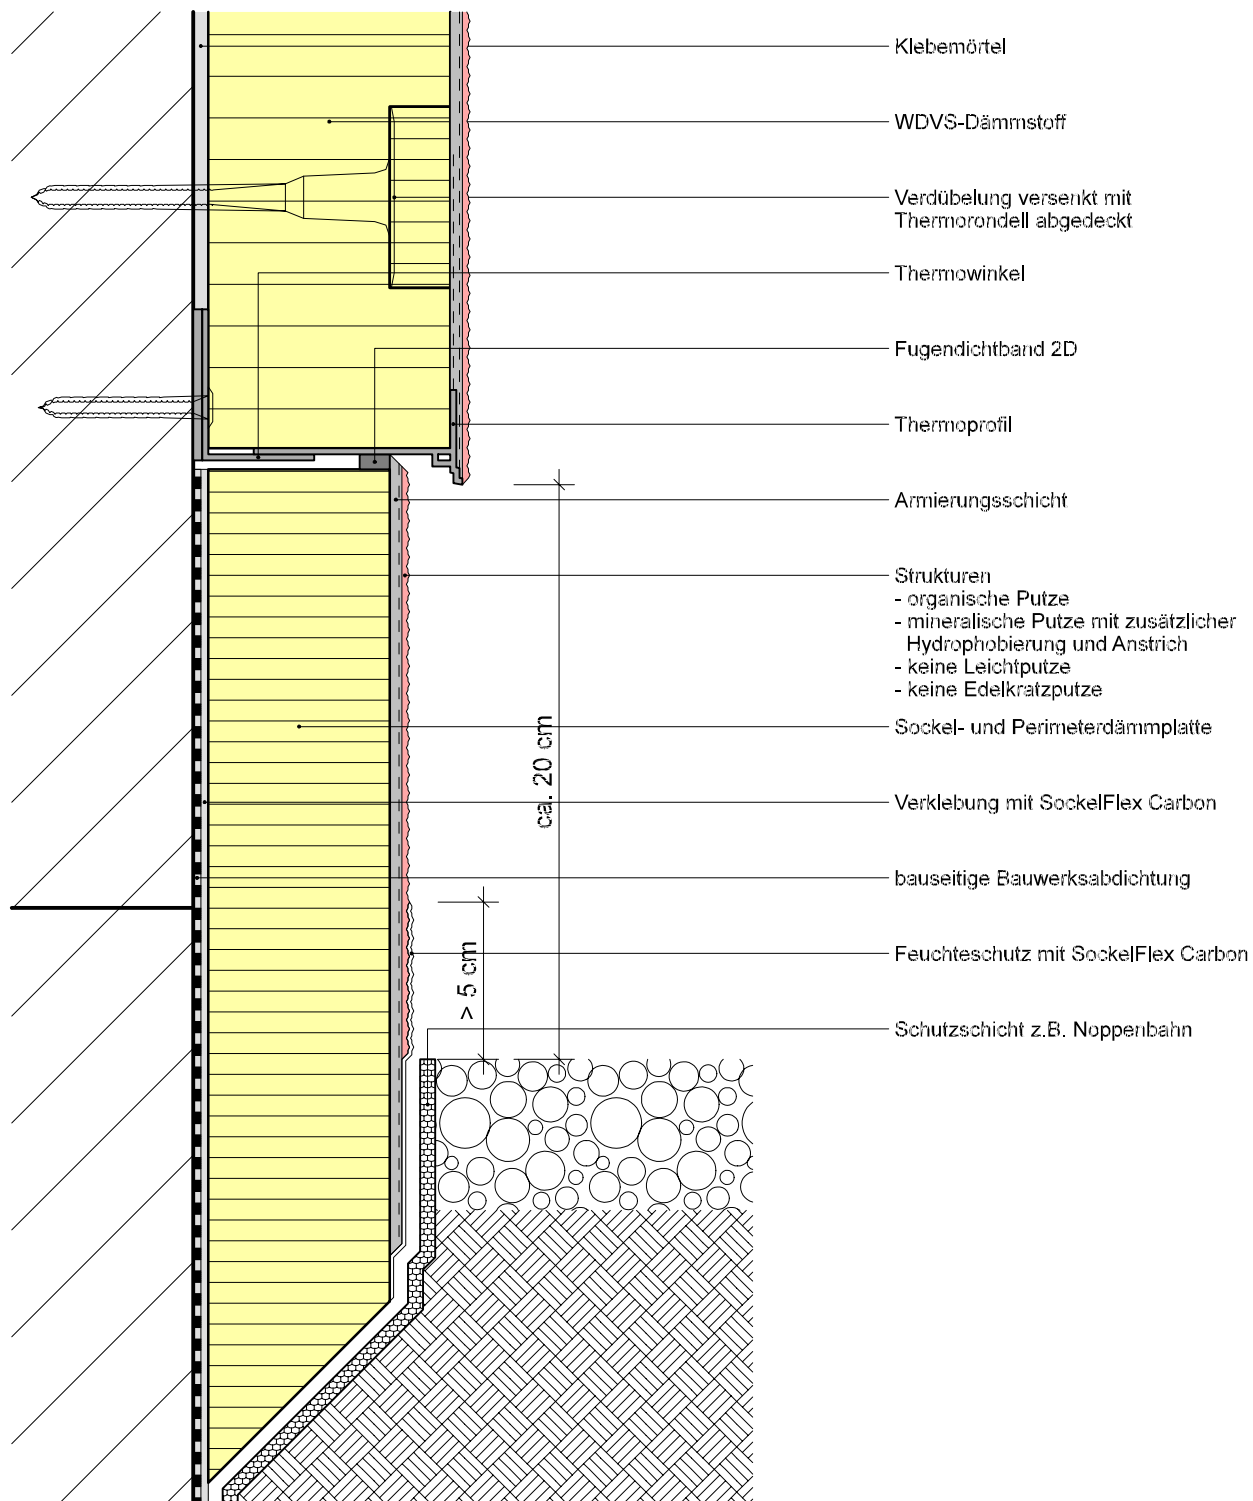 Klebemörtel
WDVS-Dämmstoff
Verdübelung versenkt mit
Thermorondell abgedeckt
Thermowinkel
Fugendichtband 2D
Thermoprofil
Armierungsschicht
Strukturen
- organische Putze
- mineralische Putze mit zusätzlicher
Hydrophobierung und Anstrich
- keine Leichtputze
- keine Edelkratzputze
Sockel- und Perimeterdämmplatte
Verklebung mit SockelFlex Carbon
bauseitige Bauwerksabdichtung
Feuchteschutz mit SockelFlex Carbon
Schutzschicht z.B. Noppenbahn
ca. 20 cm
> 5 cm